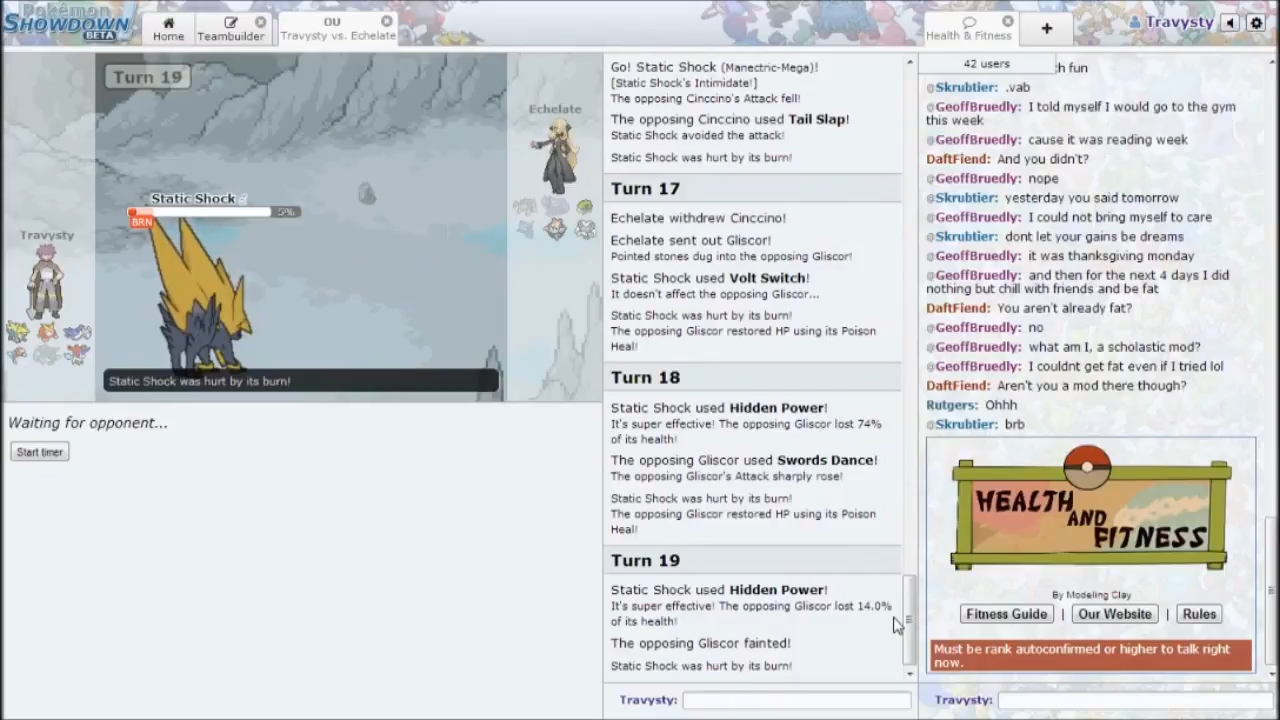 Pokémon
SHOWDOWN
BETA
Home
Teambuilder
OU
Travysty vs. Echelate
Health & Fitness
+
Travysty
Turn 19
Static Shock
5%
BRN
Travysty
Echelate
Static Shock was hurt by its burn!
Waiting for opponent...
Start timer
Go! Static Shock (Manectric-Mega)!
[Static Shock's Intimidate!]
The opposing Cinccino's Attack fell!
The opposing Cinccino used Tail Slap!
Static Shock avoided the attack!
Static Shock was hurt by its burn!
Turn 17
Echelate withdrew Cinccino!
Echelate sent out Gliscor!
Pointed stones dug into the opposing Gliscor!
Static Shock used Volt Switch!
It doesn't affect the opposing Gliscor...
Static Shock was hurt by its burn!
The opposing Gliscor restored HP using its Poison
Heal!
Turn 18
Static Shock used Hidden Power!
It's super effective! The opposing Gliscor lost 74%
of its health!
The opposing Gliscor used Swords Dance!
The opposing Gliscor's Attack sharply rose!
Static Shock was hurt by its burn!
The opposing Gliscor restored HP using its Poison
Heal!
Turn 19
Static Shock used Hidden Power!
It's super effective! The opposing Gliscor lost 14.0%
of its health!
The opposing Gliscor fainted!
Static Shock was hurt by its burn!
Travysty:
42 users
fun
@Skrubtier: .vab
@GeoffBruedly: I told myself I would go to the gym
this week
@GeoffBruedly: cause it was reading week
DaftFiend: And you didn't?
@GeoffBruedly: nope
@Skrubtier: yesterday you said tomorrow
@GeoffBruedly: I could not bring myself to care
@Skrubtier: dont let your gains be dreams
@GeoffBruedly: it was thanksgiving monday
@GeoffBruedly: and then for the next 4 days I did
nothing but chill with friends and be fat
DaftFiend: You aren't already fat?
@GeoffBruedly: no
@GeoffBruedly: what am I, a scholastic mod?
@GeoffBruedly: I couldnt get fat even if I tried lol
DaftFiend: Aren't you a mod there though?
Rutgers: Ohhh
@Skrubtier: brb
HEALTH
AND
FITNESS
By Modeling Clay
Fitness Guide | Our Website | Rules
Must be rank autoconfirmed or higher to talk right
now.
Travysty: